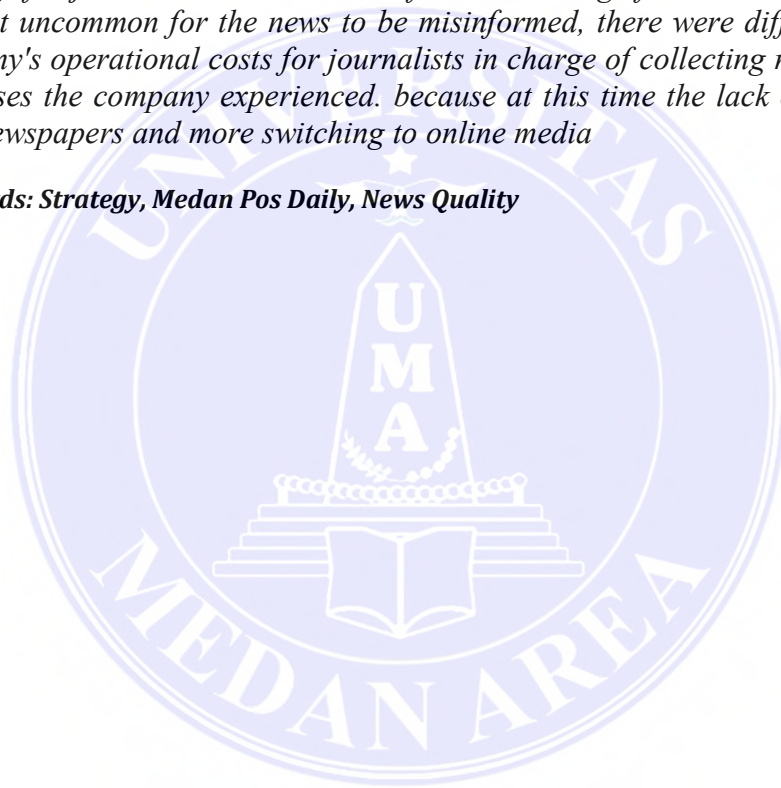 t uncommon for the news to be misinformed, there were diff
ny's operational costs for journalists in charge of collecting
ses the company experienced. because at this time the lack
ewspapers and more switching to online media
ds: Strategy, Medan Pos Daily, News Quality
UNIVERSITAS
U
M
A
MEDAN AREA